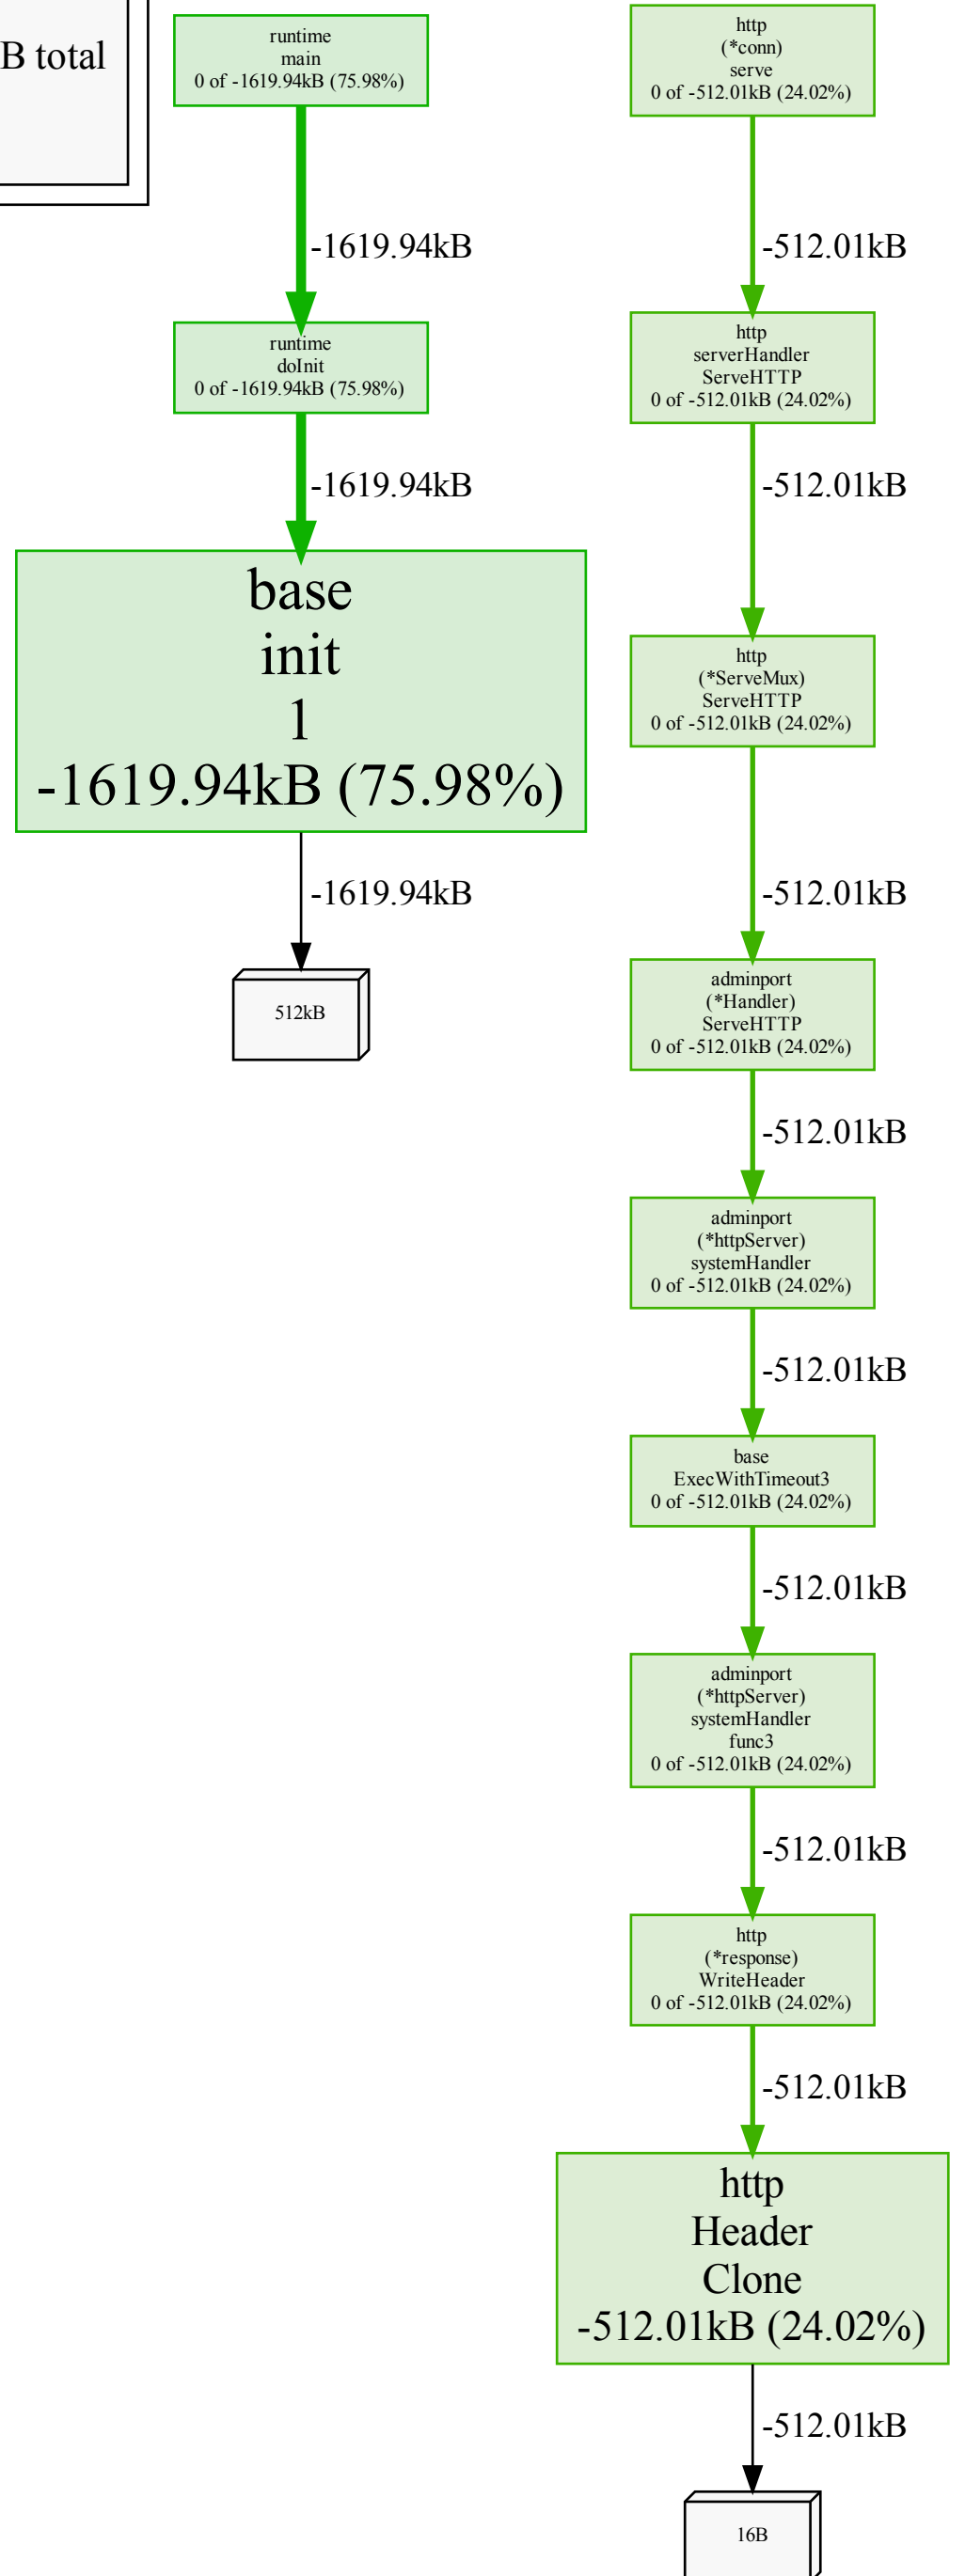 B total
runtime
main
0 of -1619.94kB (75.98%)
-1619.94kB
runtime
doInit
0 of -1619.94kB (75.98%)
-1619.94kB
base
init
1
-1619.94kB (75.98%)
-1619.94kB
512kB
http
(*conn)
serve
0 of -512.01kB (24.02%)
-512.01kB
http
serverHandler
ServeHTTP
0 of -512.01kB (24.02%)
-512.01kB
http
(*ServeMux)
ServeHTTP
0 of -512.01kB (24.02%)
-512.01kB
adminport
(*Handler)
ServeHTTP
0 of -512.01kB (24.02%)
-512.01kB
adminport
(*httpServer)
systemHandler
0 of -512.01kB (24.02%)
-512.01kB
base
ExecWithTimeout3
0 of -512.01kB (24.02%)
-512.01kB
adminport
(*httpServer)
systemHandler
func3
0 of -512.01kB (24.02%)
-512.01kB
http
(*response)
WriteHeader
0 of -512.01kB (24.02%)
-512.01kB
http
Header
Clone
-512.01kB (24.02%)
-512.01kB
16B